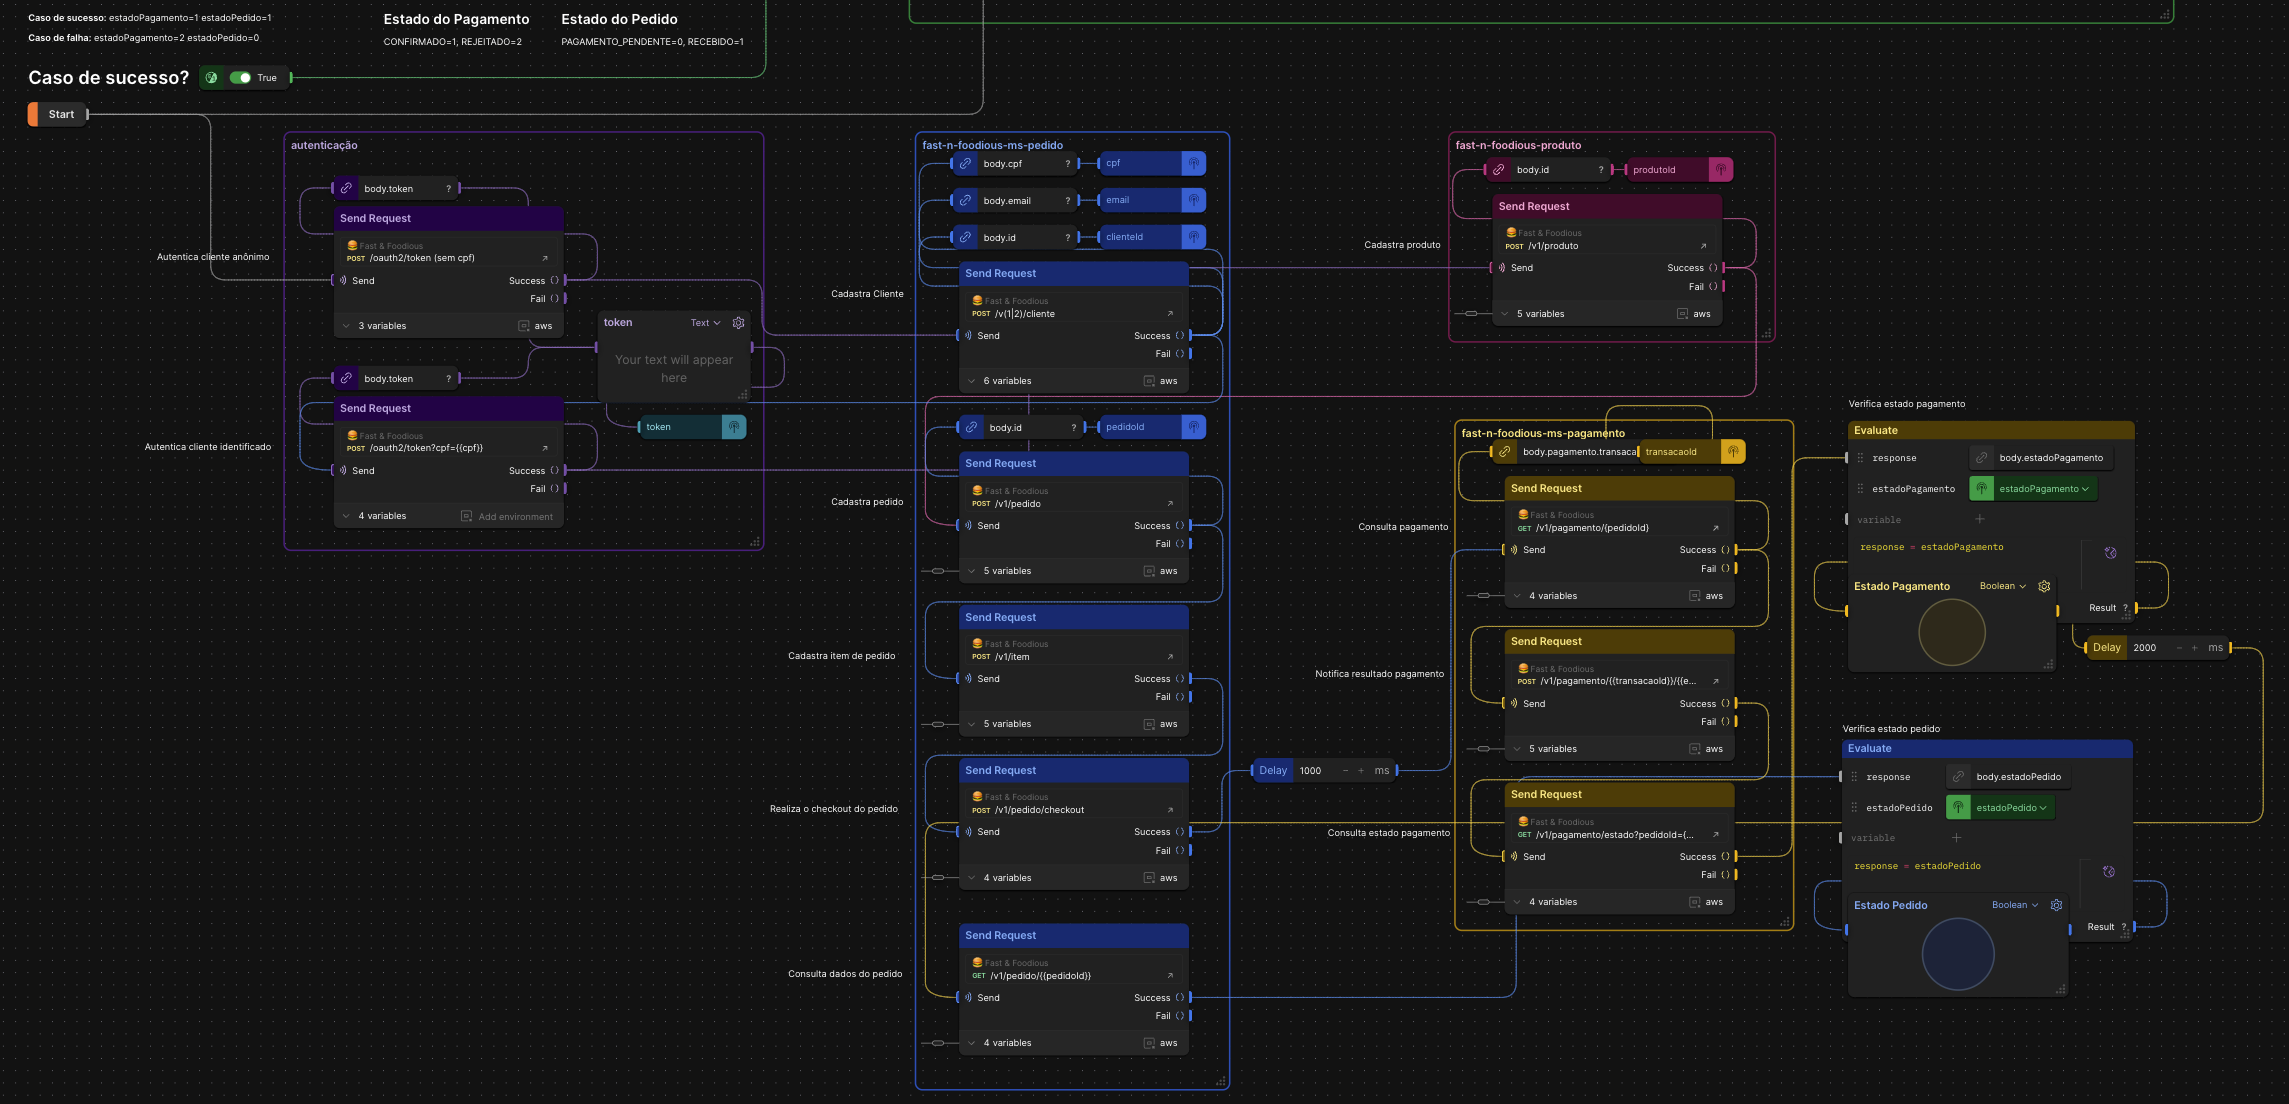 Caso de sucesso: estadoPagamento=1 estadoPedido=1
Caso de falha: estadoPagamento=2 estadoPedido=0
Estado do Pagamento
CONFIRMADO=1, REJEITADO=2
Estado do Pedido
PAGAMENTO_PENDENTE=0, RECEBIDO=1
Caso de sucesso?
True
Start
autenticação
body.token ?
Send Request
Fast & Foodious
POST /oauth2/token (sem cpf)
Autentica cliente anônimo
Send Success ()
Fail ()
3 variables aws
token Text
Your text will appear
here
body.token ?
Send Request
Fast & Foodious
POST /oauth2/token?cpf={{cpf}}
Autentica cliente identificado
Send Success ()
Fail ()
4 variables Add environment
token
fast-n-foodious-ms-pedido
body.cpf ? cpf
body.email ? email
body.id ? clienteId
Send Request
Cadastra Cliente
Fast & Foodious
POST /v(1|2)/cliente
Send Success ()
Fail ()
6 variables aws
body.id ? pedidoId
Send Request
Fast & Foodious
Cadastra pedido
POST /v1/pedido
Send Success ()
Fail ()
5 variables aws
Send Request
Fast & Foodious
Cadastra item de pedido
POST /v1/item
Send Success ()
Fail ()
5 variables aws
Send Request
Fast & Foodious
Realiza o checkout do pedido
POST /v1/pedido/checkout
Send Success ()
Fail ()
4 variables aws
Send Request
Fast & Foodious
Consulta dados do pedido
GET /v1/pedido/{{pedidoId}}
Send Success ()
Fail ()
4 variables aws
Delay 1000 − + ms
fast-n-foodious-produto
body.id ? produtoId
Send Request
Fast & Foodious
Cadastra produto
POST /v1/produto
Send Success ()
Fail ()
5 variables aws
fast-n-foodious-ms-pagamento
body.pagamento.transaca transacaoId
Send Request
Fast & Foodious
Consulta pagamento
GET /v1/pagamento/{pedidoId}
Send Success ()
Fail ()
4 variables aws
Send Request
Fast & Foodious
Notifica resultado pagamento
POST /v1/pagamento/{{transacaoId}}/{{e...
Send Success ()
Fail ()
5 variables aws
Send Request
Fast & Foodious
Consulta estado pagamento
GET /v1/pagamento/estado?pedidoId={...
Send Success ()
Fail ()
4 variables aws
Verifica estado pagamento
Evaluate
response body.estadoPagamento
estadoPagamento estadoPagamento
variable +
response = estadoPagamento
Estado Pagamento Boolean
Result ?
Delay 2000 − + ms
Verifica estado pedido
Evaluate
response body.estadoPedido
estadoPedido estadoPedido
variable +
response = estadoPedido
Estado Pedido Boolean
Result ?